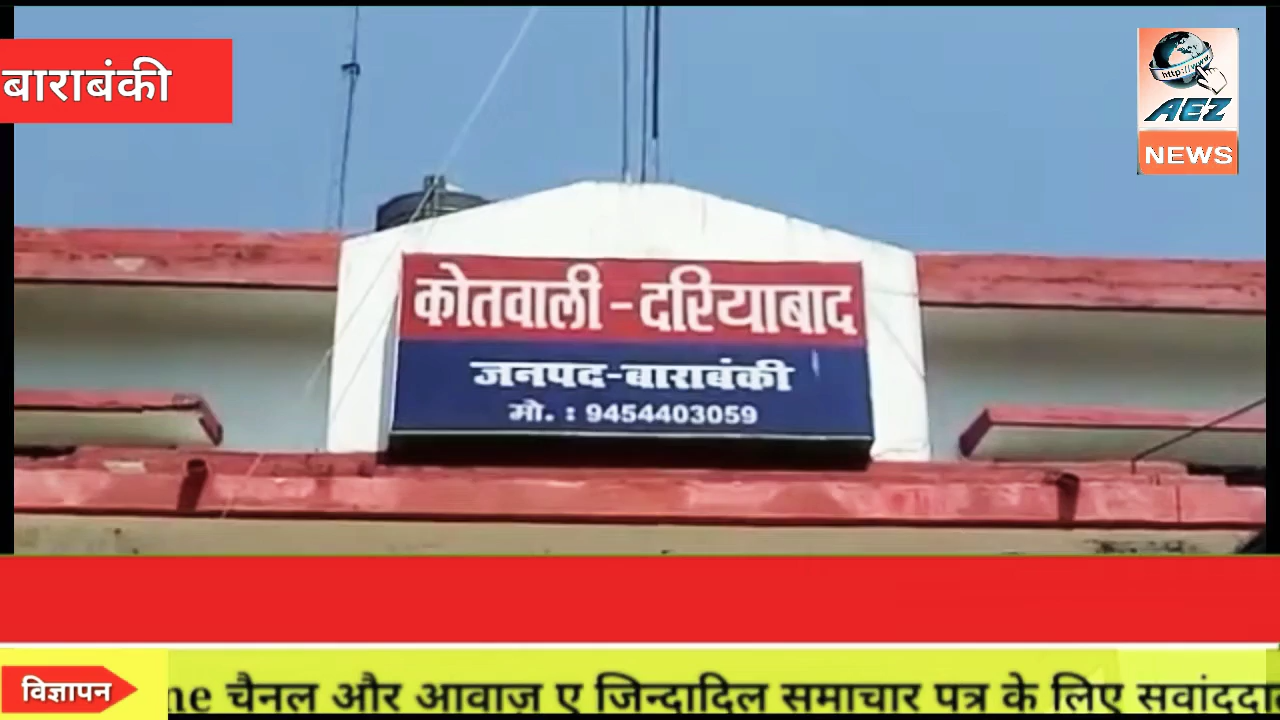 बाराबंकी
http://www.
AEZ
NEWS
कोतवाली - दरियाबाद
जनपद-बाराबंकी
मो. : 9454403059
विज्ञापन
चैनल और आवाज़ ए जिन्दादिल समाचार पत्र के लिए